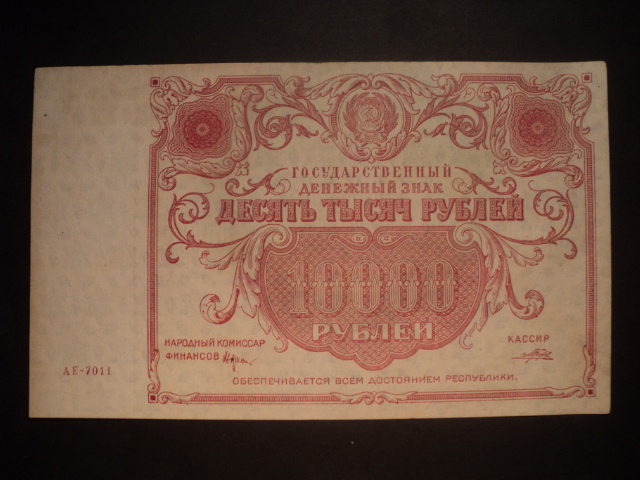 ГОСУДАРСТВЕННЫЙ
ДЕНЕЖНЫЙ ЗНАК
ДЕСЯТЬ ТЫСЯЧ РУБЛЕЙ
10000
РУБЛЕЙ
НАРОДНЫЙ КОМИССАР
ФИНАНСОВ
КАССИР
АЕ-7011
ОБЕСПЕЧИВАЕТСЯ ВСЕМ ДОСТОЯНИЕМ РЕСПУБЛИКИ.